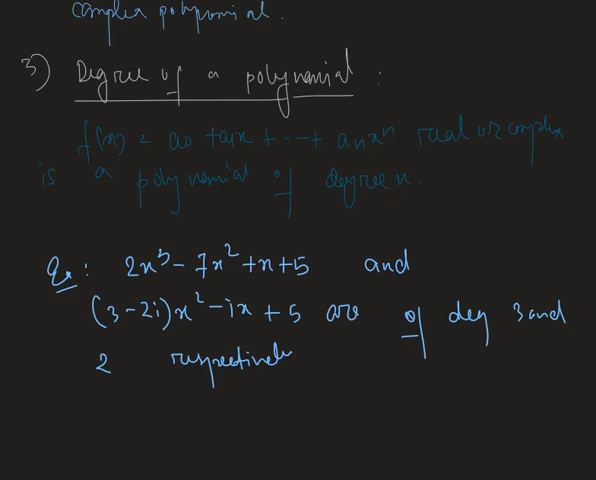 complex polynomial.
3) Degree of a polynomial :
f(x) = a0 + a1x + --- + anx^n real or complex
is a polynomial of degree n.
Ex : 2x^3 - 7x^2 + x + 5 and
(3 - 2i)x^2 - ix + 5 are of deg 3 and
2 respectively